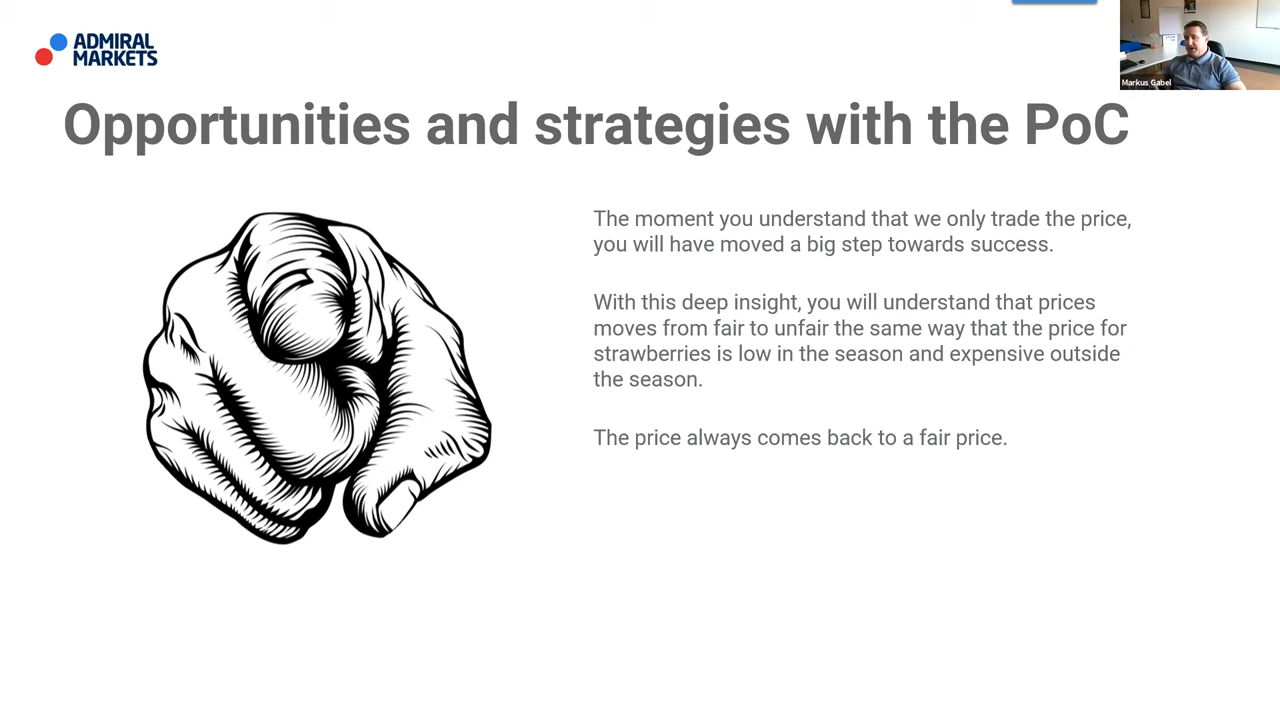 ADMIRAL
MARKETS
Markus Gabel
Opportunities and strategies with the PoC
The moment you understand that we only trade the price,
you will have moved a big step towards success.
With this deep insight, you will understand that prices
moves from fair to unfair the same way that the price for
strawberries is low in the season and expensive outside
the season.
The price always comes back to a fair price.